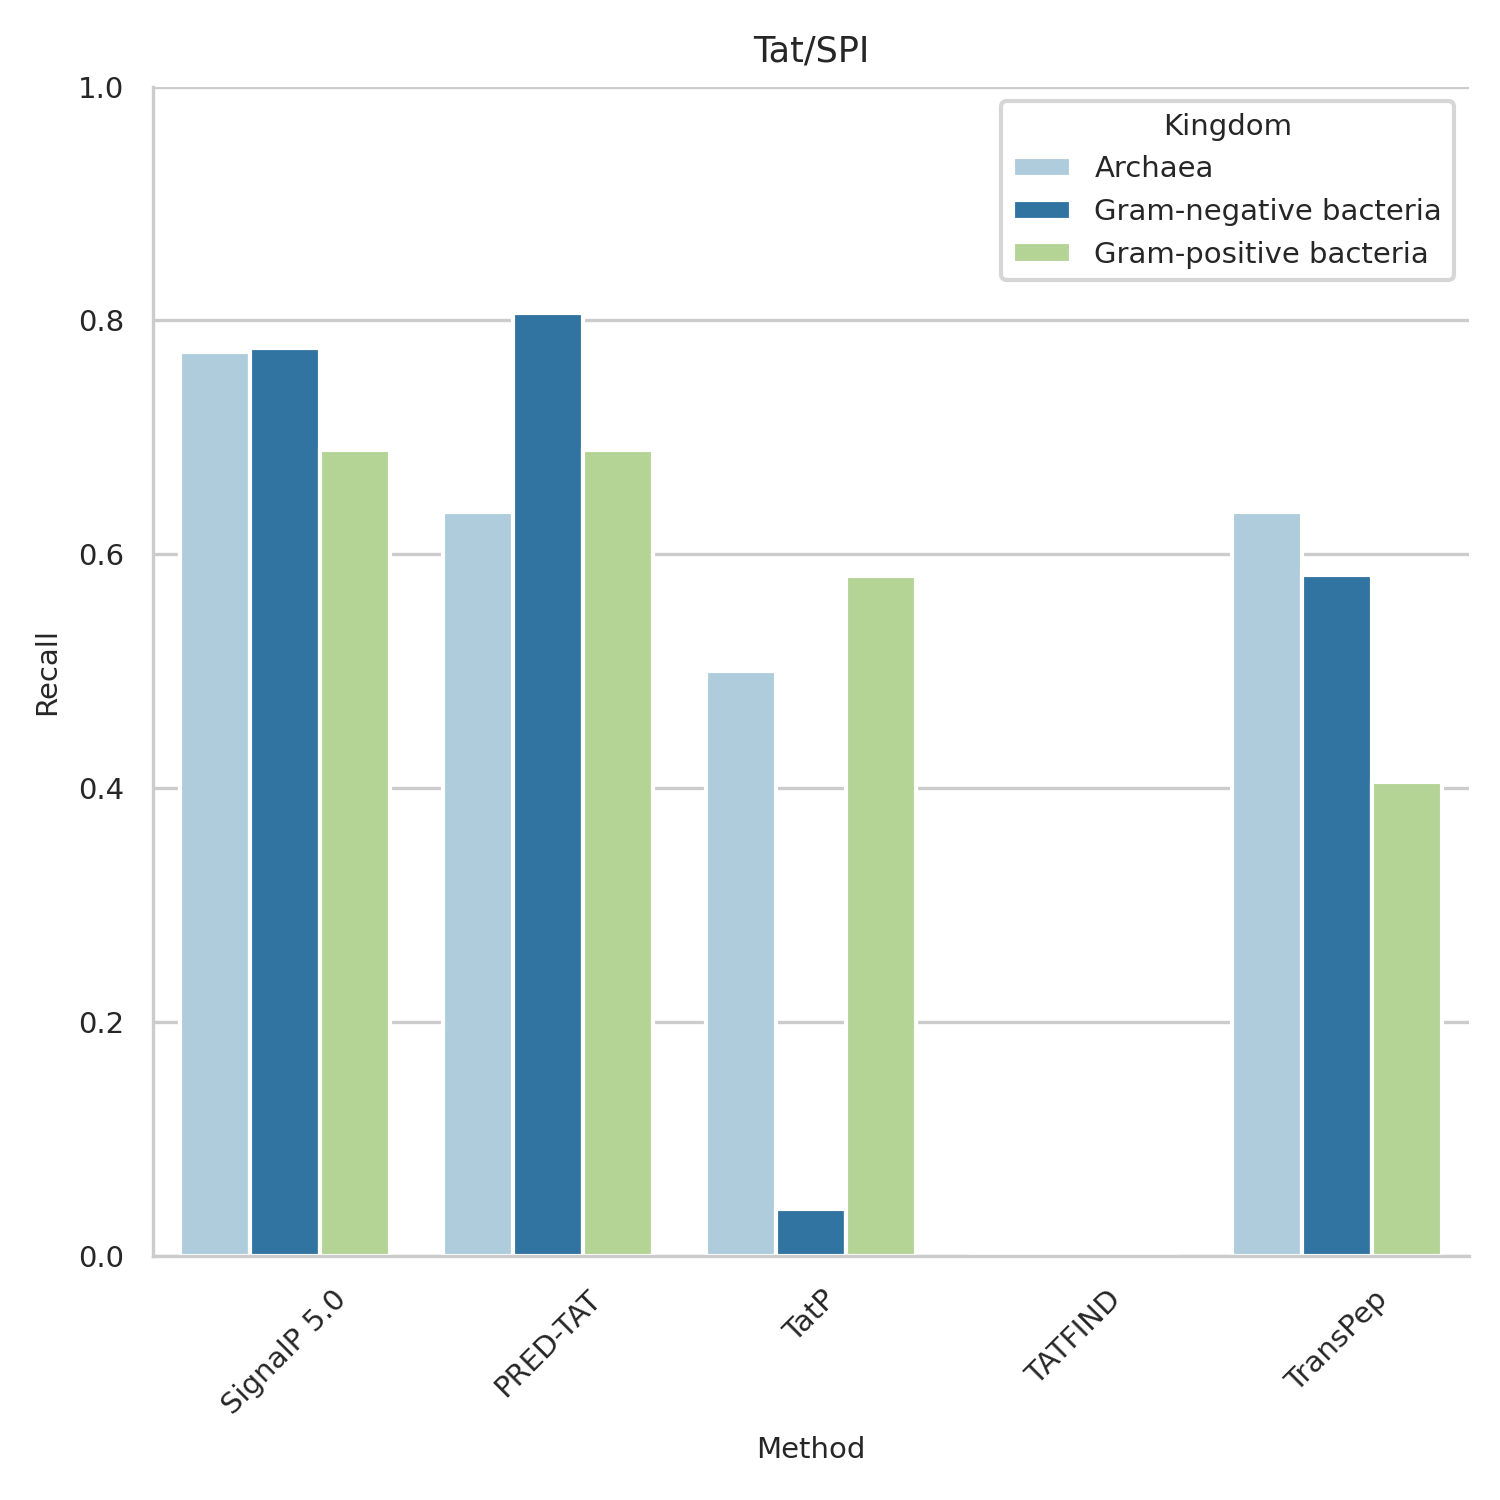 Tat/SPI
1.0
0.8
0.6
0.4
0.2
0.0
Recall
Kingdom
Archaea
Gram-negative bacteria
Gram-positive bacteria
SignalP 5.0
PRED-TAT
TatP
TATFIND
TransPep
Method